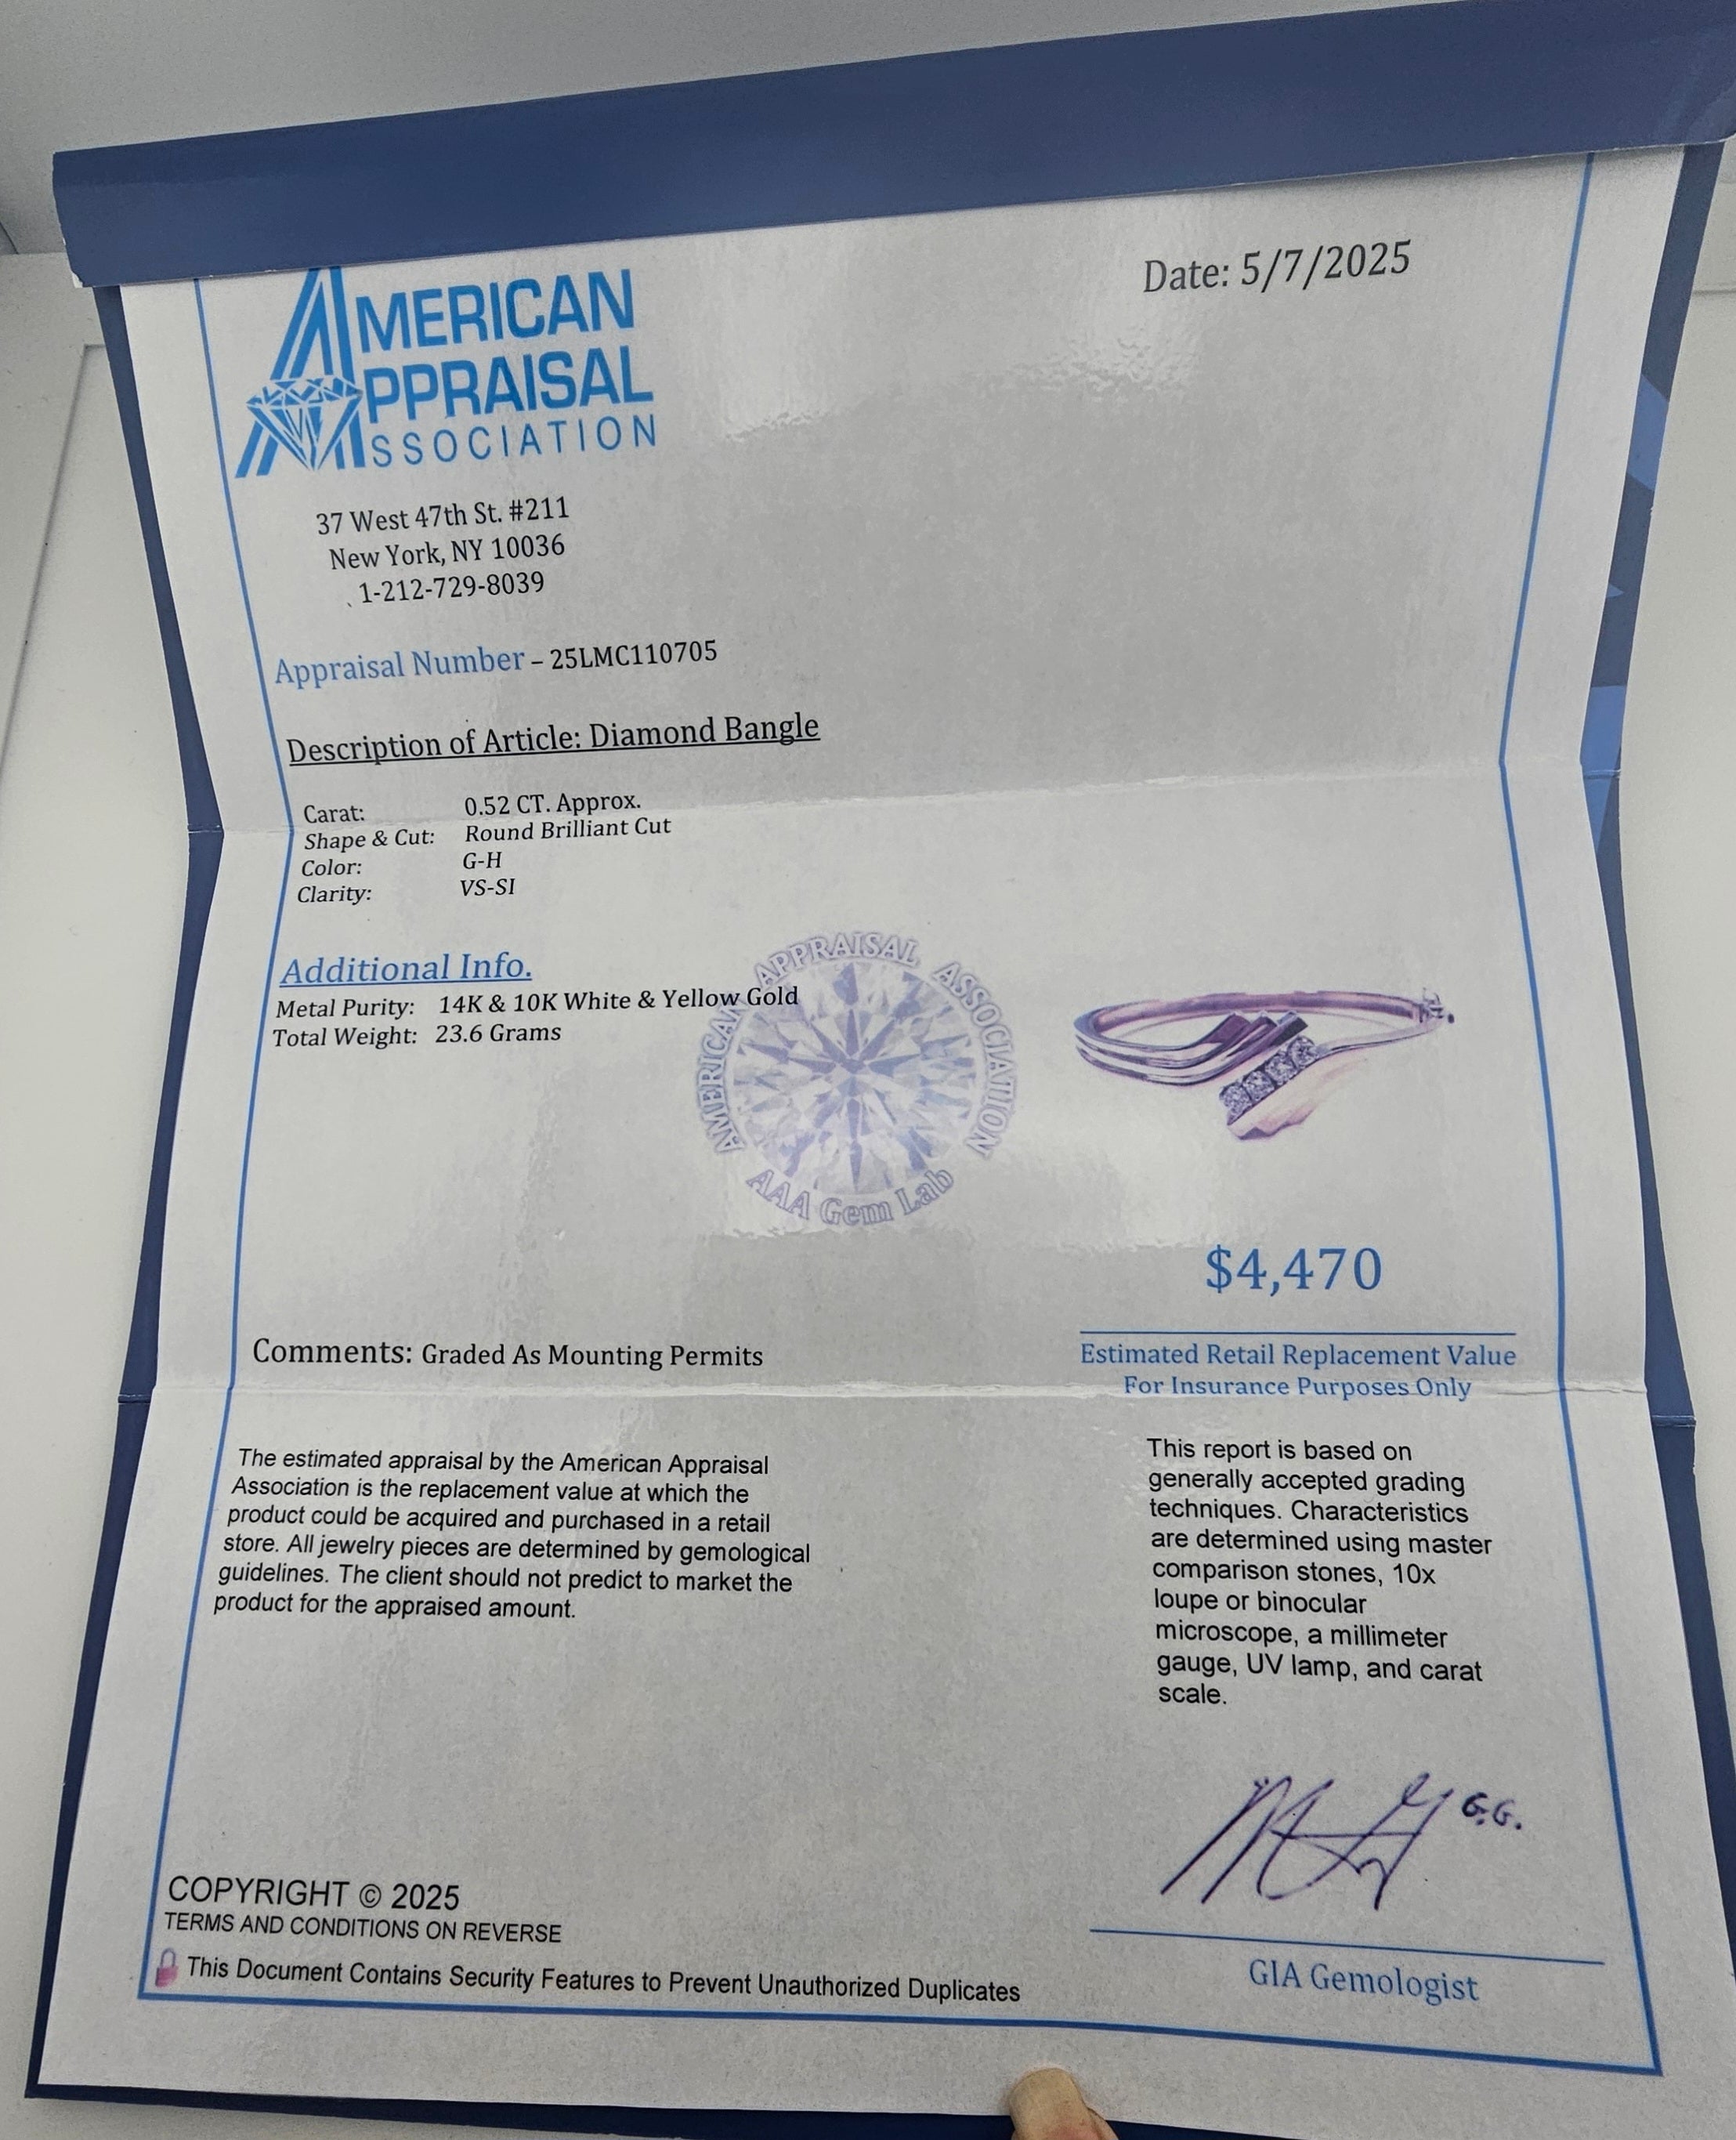 AMERICAN
APPRAISAL
ASSOCIATION
Date: 5/7/2025
37 West 47th St. #211
New York, NY 10036
1-212-729-8039
Appraisal Number – 25LMC110705
Description of Article: Diamond Bangle
Carat: 0.52 CT. Approx.
Shape & Cut: Round Brilliant Cut
Color: G-H
Clarity: VS-SI
Additional Info.
Metal Purity: 14K & 10K White & Yellow Gold
Total Weight: 23.6 Grams
AMERICAN APPRAISAL ASSOCIATION
AAA Gem Lab
$4,470
Estimated Retail Replacement Value
For Insurance Purposes Only
Comments: Graded As Mounting Permits
The estimated appraisal by the American Appraisal
Association is the replacement value at which the
product could be acquired and purchased in a retail
store. All jewelry pieces are determined by gemological
guidelines. The client should not predict to market the
product for the appraised amount.
This report is based on
generally accepted grading
techniques. Characteristics
are determined using master
comparison stones, 10x
loupe or binocular
microscope, a millimeter
gauge, UV lamp, and carat
scale.
G.G.
GIA Gemologist
COPYRIGHT © 2025
TERMS AND CONDITIONS ON REVERSE
This Document Contains Security Features to Prevent Unauthorized Duplicates